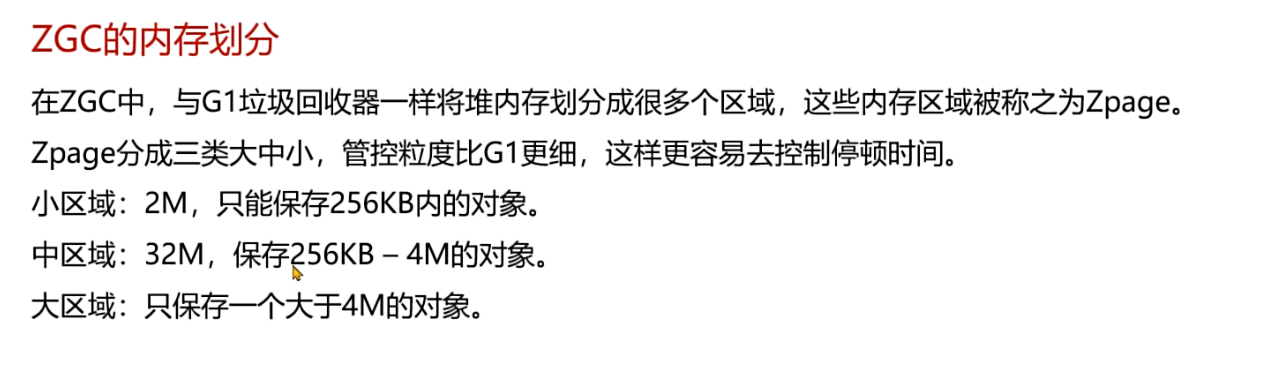 ZGC的内存划分
在ZGC中，与G1垃圾回收器一样将堆内存划分成很多个区域，这些内存区域被称之为Zpage。
Zpage分成三类大中小，管控粒度比G1更细，这样更容易去控制停顿时间。
小区域：2M，只能保存256KB内的对象。
中区域：32M，保存256KB – 4M的对象。
大区域：只保存一个大于4M的对象。